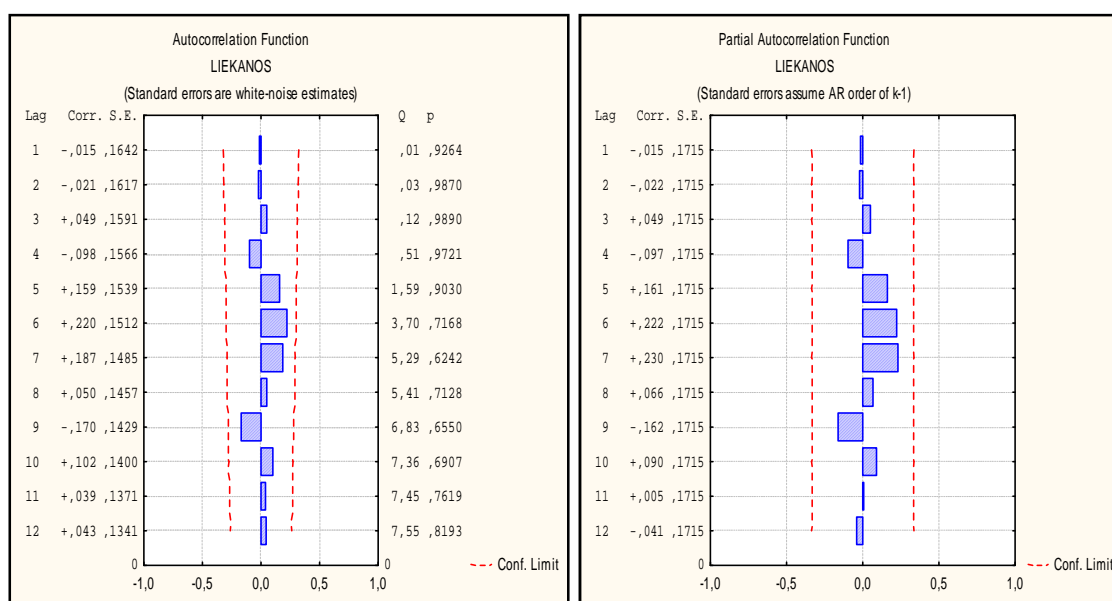 Autocorrelation Function
LIEKANOS
(Standard errors are white-noise estimates)
Lag Corr. S.E. Q p
1 -,015 ,1642 ,01 ,9264
2 -,021 ,1617 ,03 ,9870
3 +,049 ,1591 ,12 ,9890
4 -,098 ,1566 ,51 ,9721
5 +,159 ,1539 1,59 ,9030
6 +,220 ,1512 3,70 ,7168
7 +,187 ,1485 5,29 ,6242
8 +,050 ,1457 5,41 ,7128
9 -,170 ,1429 6,83 ,6550
10 +,102 ,1400 7,36 ,6907
11 +,039 ,1371 7,45 ,7619
12 +,043 ,1341 7,55 ,8193
0 0
Conf. Limit
-1,0 -0,5 0,0 0,5 1,0
Partial Autocorrelation Function
LIEKANOS
(Standard errors assume AR order of k-1)
Lag Corr. S.E.
1 -,015 ,1715
2 -,022 ,1715
3 +,049 ,1715
4 -,097 ,1715
5 +,161 ,1715
6 +,222 ,1715
7 +,230 ,1715
8 +,066 ,1715
9 -,162 ,1715
10 +,090 ,1715
11 +,005 ,1715
12 -,041 ,1715
0 0
Conf. Limit
-1,0 -0,5 0,0 0,5 1,0